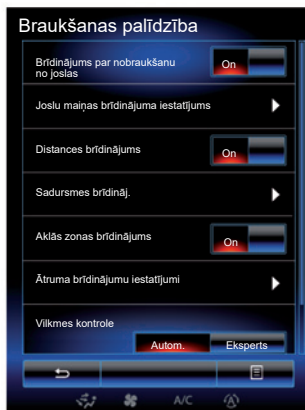 Braukšanas palīdzība
Brīdinājums par nobraukšanu
no joslas
On
Joslu maiņas brīdinājuma iestatījums
Distances brīdinājums
On
Sadursmes brīdināj.
Aklās zonas brīdinājums
On
Ātruma brīdinājumu iestatījumi
Vilkmes kontrole
Autom.
Eksperts
A/C
A